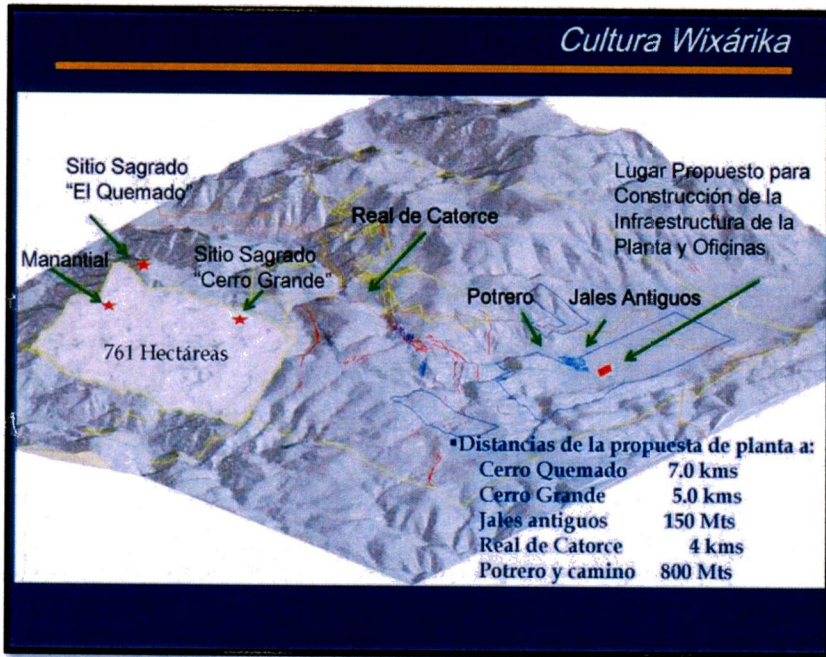 Cultura Wixárika
Sitio Sagrado
"El Quemado"
Manantial
Sitio Sagrado
"Cerro Grande"
Real de Catorce
Lugar Propuesto para
Construcción de la
Infraestructura de la
Planta y Oficinas
Potrero
Jales Antiguos
761 Hectáreas
▪Distancias de la propuesta de planta a:
Cerro Quemado 7.0 kms
Cerro Grande 5.0 kms
Jales antiguos 150 Mts
Real de Catorce 4 kms
Potrero y camino 800 Mts